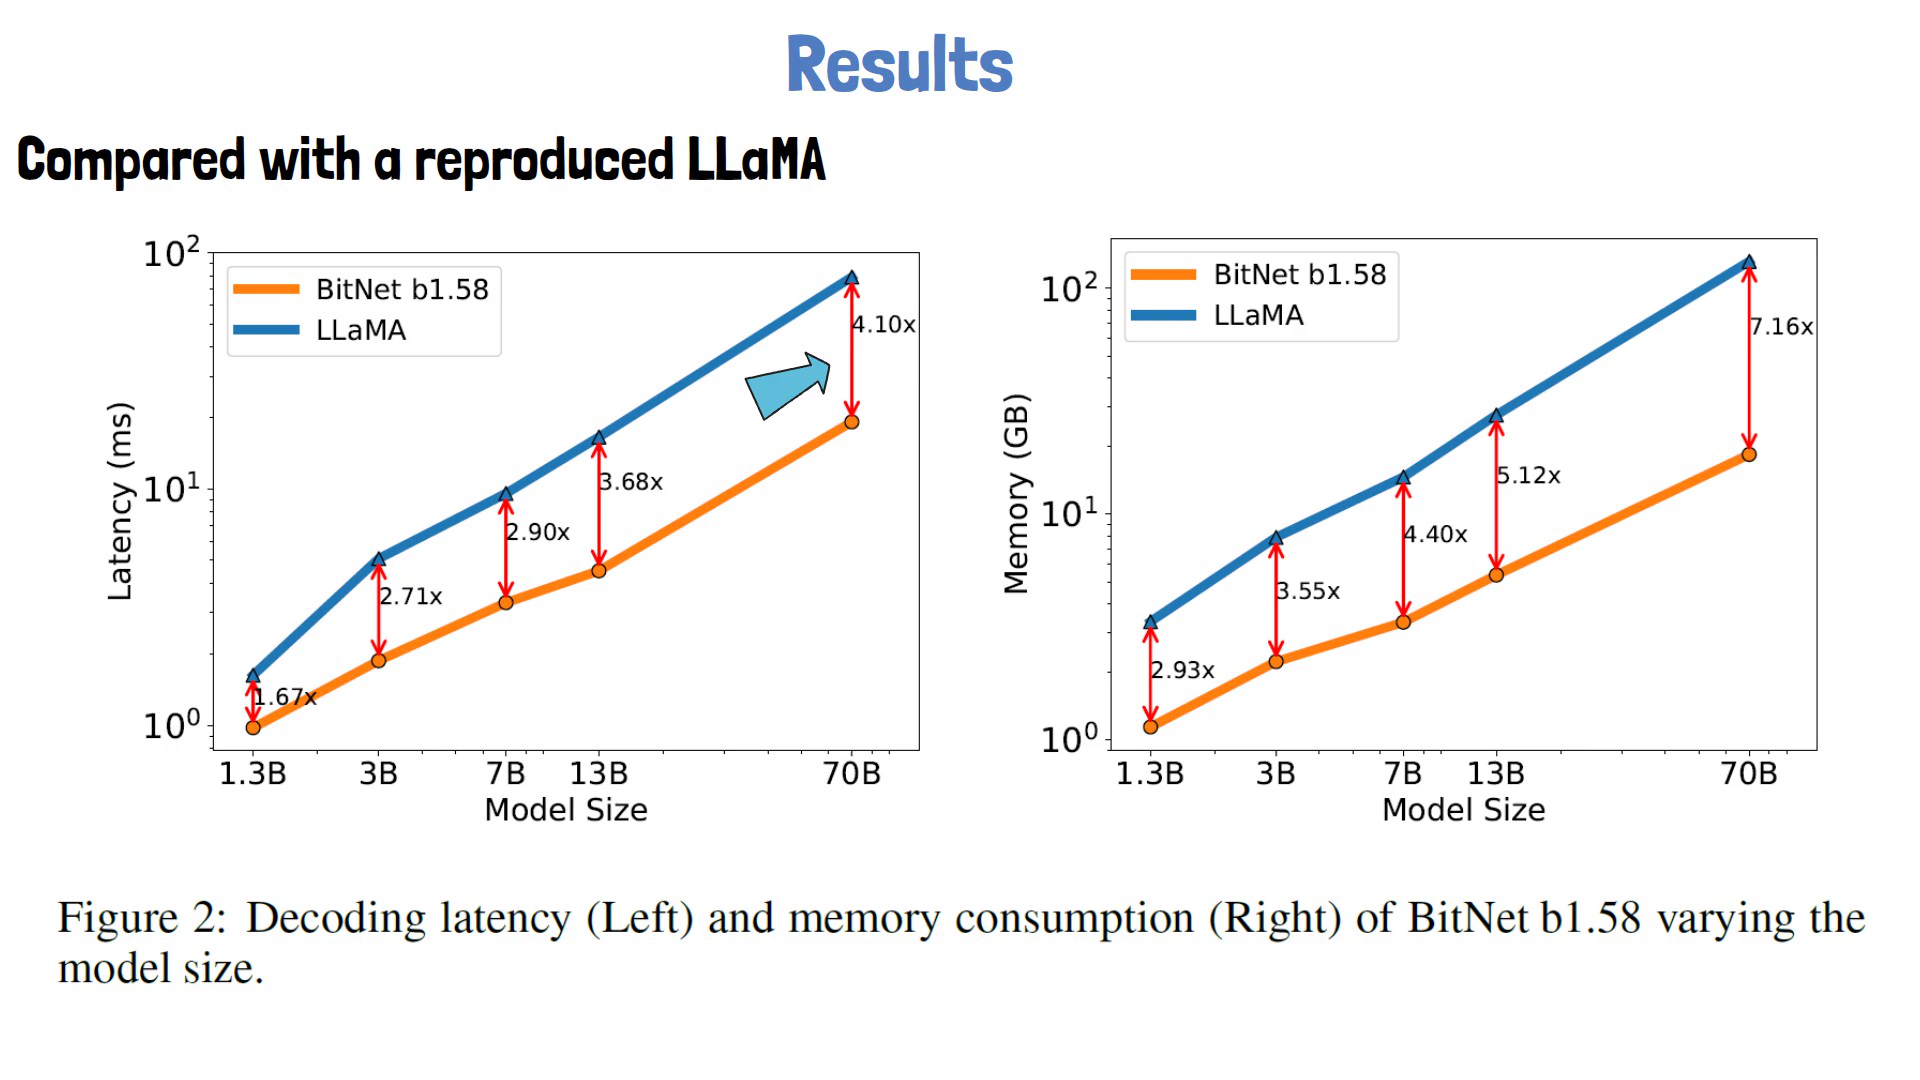 Results
Compared with a reproduced LLaMA
10²
10¹
10⁰
Latency (ms)
BitNet b1.58
LLaMA
1.67x
2.71x
2.90x
3.68x
4.10x
1.3B 3B 7B 13B 70B
Model Size
10²
10¹
10⁰
Memory (GB)
BitNet b1.58
LLaMA
2.93x
3.55x
4.40x
5.12x
7.16x
1.3B 3B 7B 13B 70B
Model Size
Figure 2: Decoding latency (Left) and memory consumption (Right) of BitNet b1.58 varying the
model size.